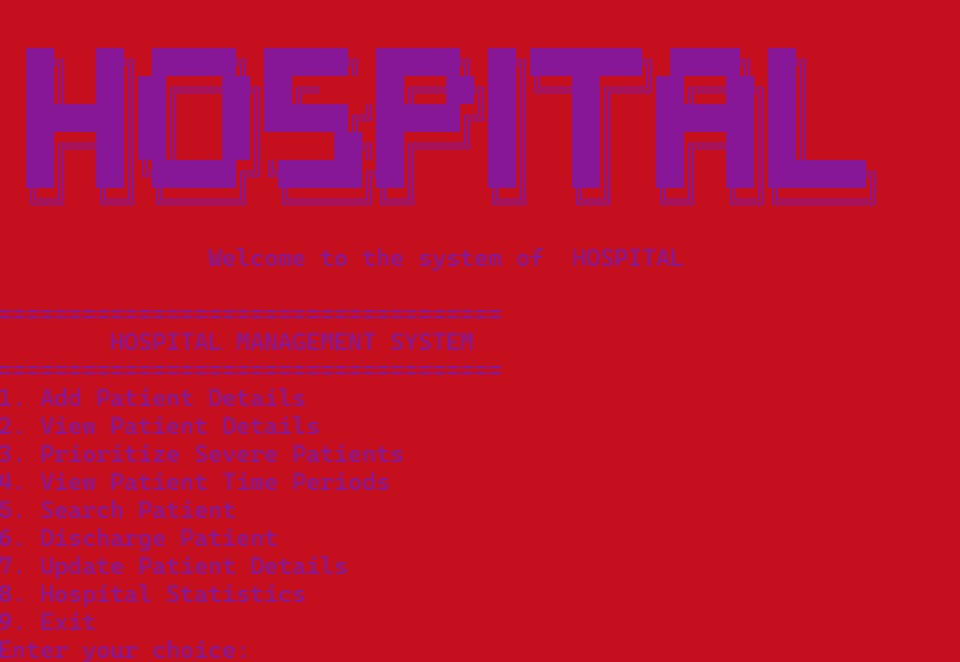 HOSPITAL
Welcome to the system of  HOSPITAL
====================================
HOSPITAL MANAGEMENT SYSTEM
====================================
1. Add Patient Details
2. View Patient Details
3. Prioritize Severe Patients
4. View Patient Time Periods
5. Search Patient
6. Discharge Patient
7. Update Patient Details
8. Hospital Statistics
9. Exit
Enter your choice: